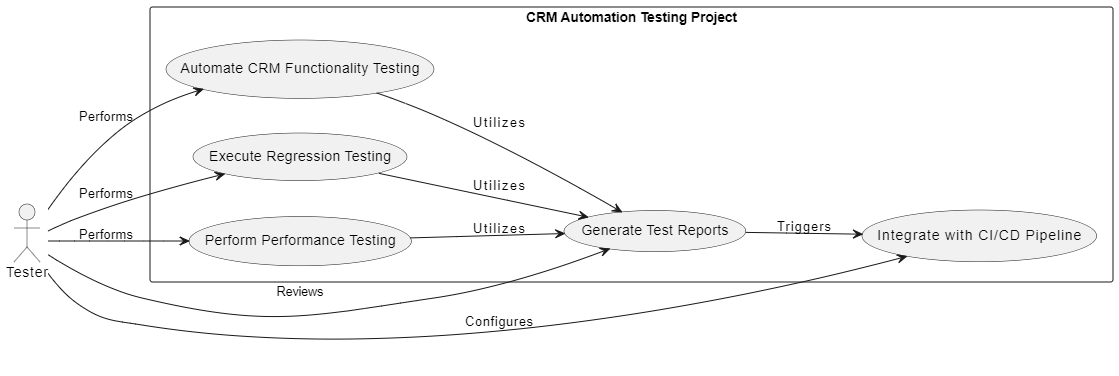 CRM Automation Testing Project
Automate CRM Functionality Testing
Performs
Utilizes
Execute Regression Testing
Performs
Utilizes
Perform Performance Testing
Performs
Utilizes
Generate Test Reports
Triggers
Integrate with CI/CD Pipeline
Tester
Reviews
Configures